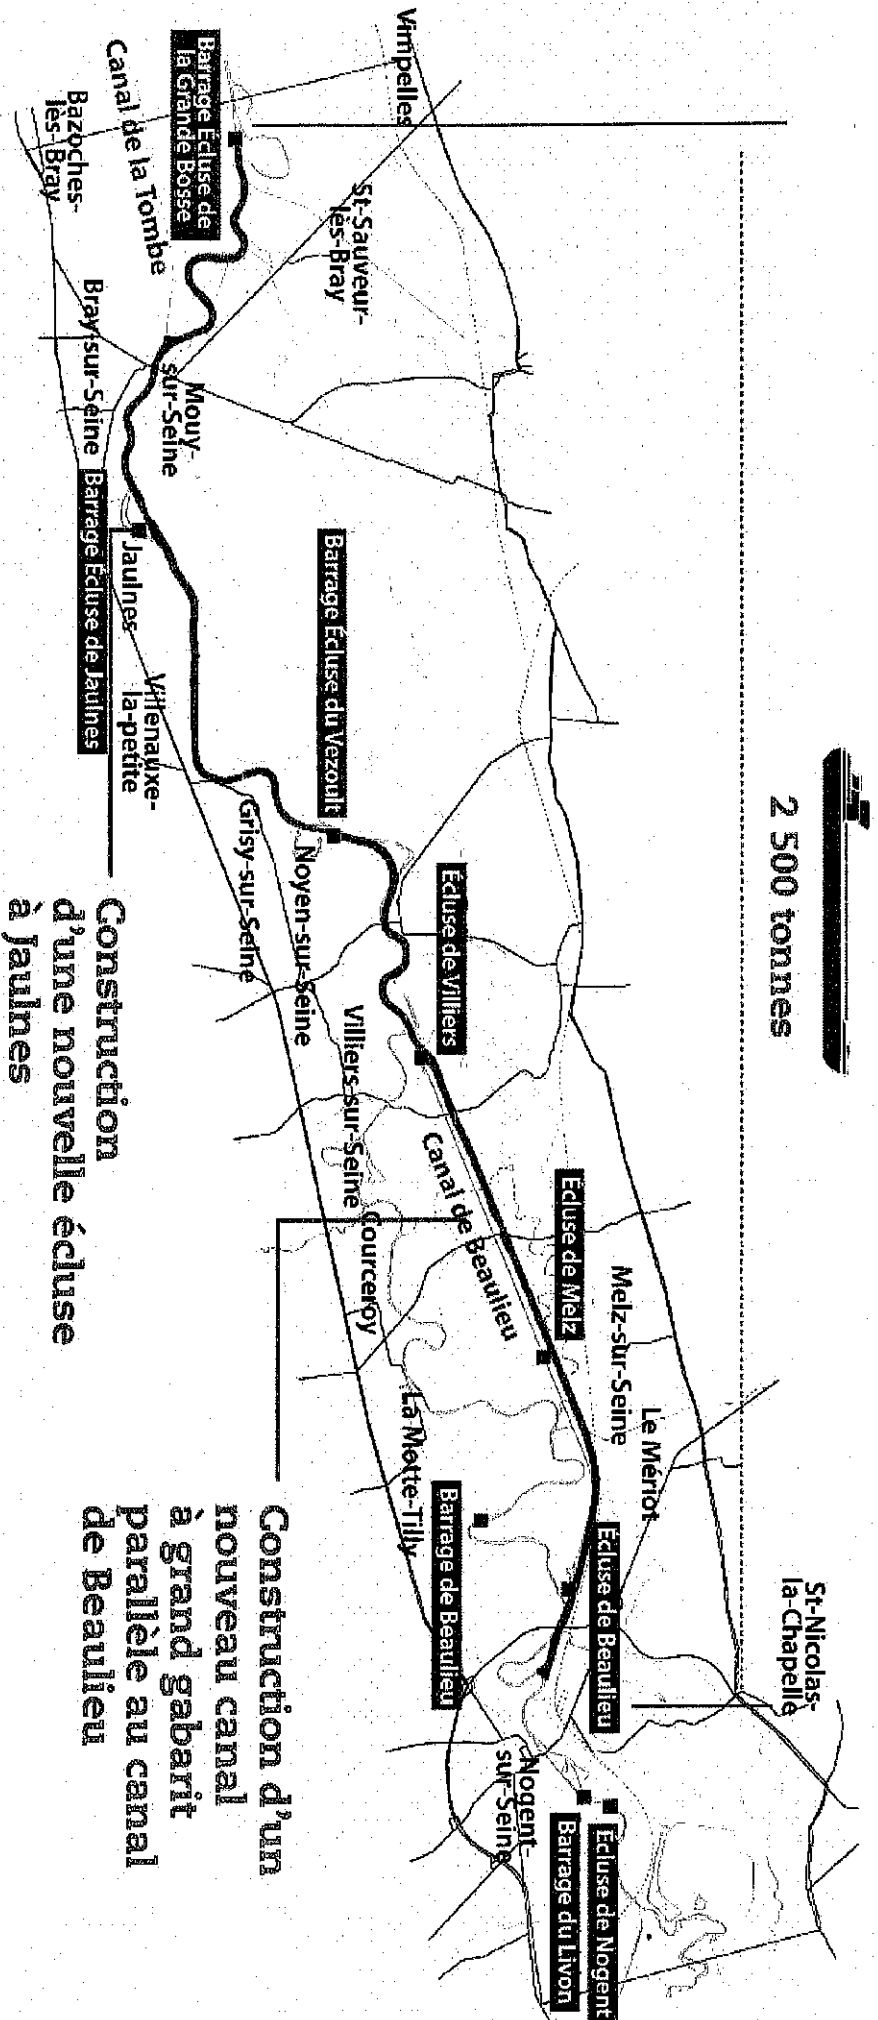 2 500 tonnes
St-Nicolas-
la-Chapelle
Vimpelles
St-Sauveur-
lès-Bray
Barrage Écluse de
la Grande Bosse
Canal de la Tombe
Bazoches-
lès-Bray
Bray-sur-Seine
Mouy-
sur-Seine
Barrage Écluse de Jaulnes
Jaulnes
Villenauxe-
la-petite
Grisy-sur-Seine
Barrage Écluse du Vezoult
Noyen-sur-Seine
Écluse de Villiers
Villiers-sur-Seine
Canal de Beaulieu
Courceroy
Écluse de Melz
Melz-sur-Seine
Le Mériot
La Motte-Tilly
Barrage de Beaulieu
Écluse de Beaulieu
Nogent-
sur-Seine
Écluse de Nogent
Barrage du Livon
Construction
d'une nouvelle écluse
à Jaulnes
Construction d'un
nouveau canal
à grand gabarit
parallèle au canal
de Beaulieu